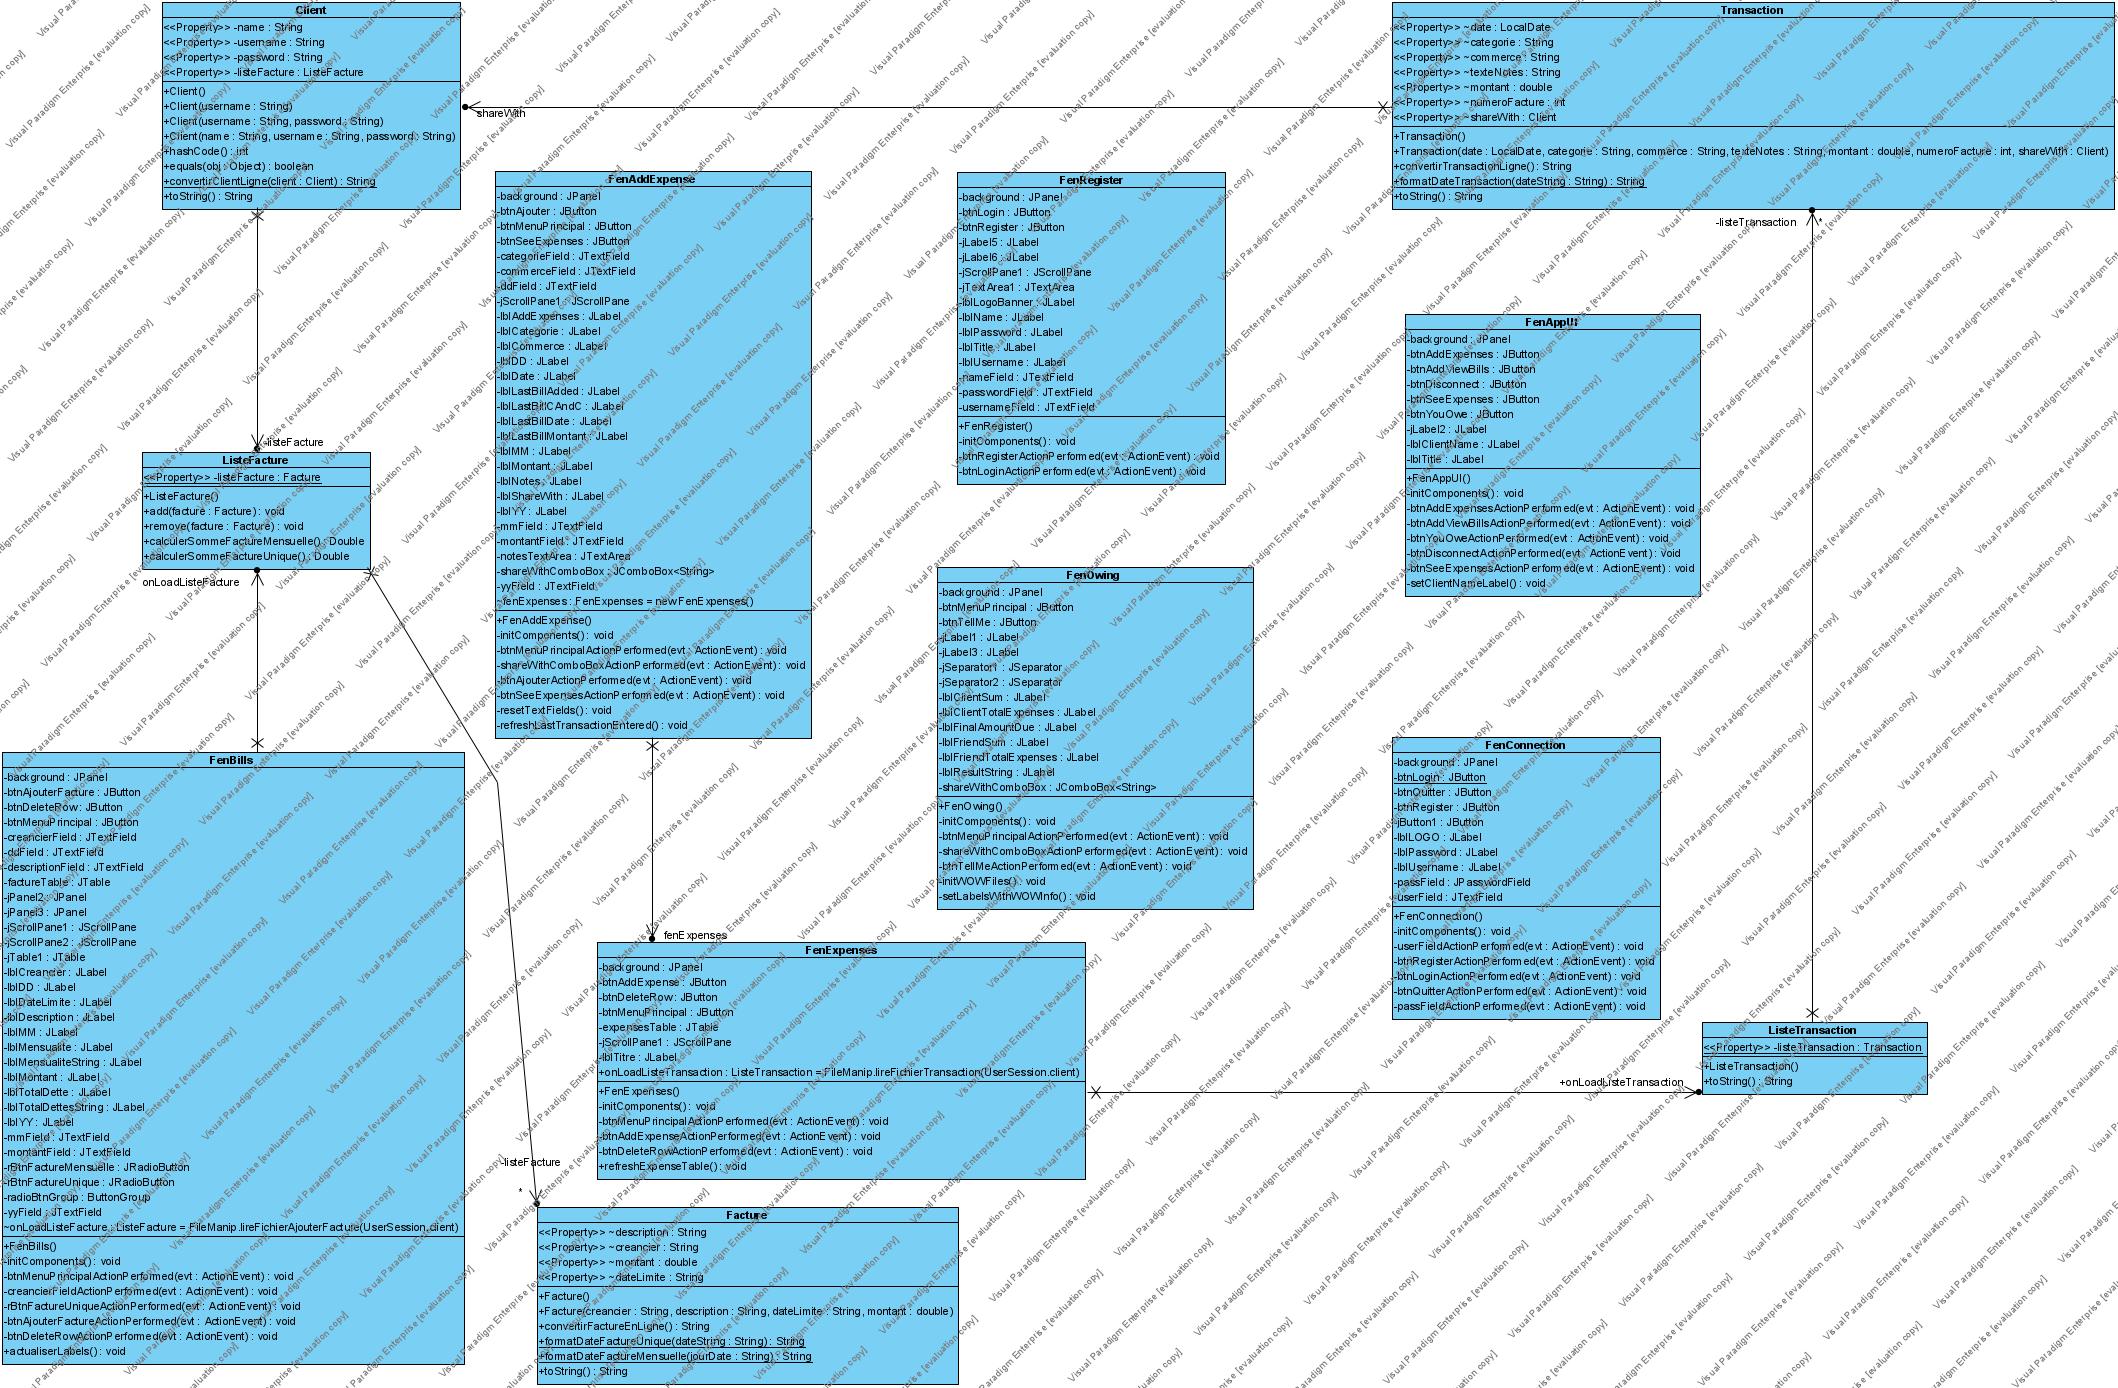 Client
<<Property>> -name : String
<<Property>> -username : String
<<Property>> -password : String
<<Property>> -listeFacture : ListeFacture
+Client()
+Client(username : String)
+Client(username : String, password : String)
+Client(name : String, username : String, password : String)
+hashCode() : int
+equals(obj : Object) : boolean
+convertirClientLigne(client : Client) : String
+toString() : String
shareWith
Transaction
<<Property>> ~date : LocalDate
<<Property>> ~categorie : String
<<Property>> ~commerce : String
<<Property>> ~texteNotes : String
<<Property>> ~montant : double
<<Property>> ~numeroFacture : int
<<Property>> ~shareWith : Client
+Transaction()
+Transaction(date : LocalDate, categorie : String, commerce : String, texteNotes : String, montant : double, numeroFacture : int, shareWith : Client)
+convertirTransactionLigne() : String
+formatDateTransaction(dateString : String) : String
+toString() : String
-listeTransaction
*
FenAddExpense
-background : JPanel
-btnAjouter : JButton
-btnMenuPrincipal : JButton
-btnSeeExpenses : JButton
-categorieField : JTextField
-commerceField : JTextField
-ddField : JTextField
-jScrollPane1 : JScrollPane
-lblAddExpenses : JLabel
-lblCategorie : JLabel
-lblCommerce : JLabel
-lblDD : JLabel
-lblDate : JLabel
-lblLastBillAdded : JLabel
-lblLastBillCAndC : JLabel
-lblLastBillDate : JLabel
-lblLastBillMontant : JLabel
-lblMM : JLabel
-lblMontant : JLabel
-lblNotes : JLabel
-lblShareWith : JLabel
-lblYY : JLabel
-mmField : JTextField
-montantField : JTextField
-notesTextArea : JTextArea
-shareWithComboBox : JComboBox<String>
-yyField : JTextField
~fenExpenses : FenExpenses = new FenExpenses()
+FenAddExpense()
-initComponents() : void
-btnMenuPrincipalActionPerformed(evt : ActionEvent) : void
-shareWithComboBoxActionPerformed(evt : ActionEvent) : void
-btnAjouterActionPerformed(evt : ActionEvent) : void
-btnSeeExpensesActionPerformed(evt : ActionEvent) : void
-resetTextFields() : void
-refreshLastTransactionEntered() : void
FenRegister
-background : JPanel
-btnLogin : JButton
-btnRegister : JButton
-jLabel5 : JLabel
-jLabel6 : JLabel
-jScrollPane1 : JScrollPane
-jTextArea1 : JTextArea
-lblLogoBanner : JLabel
-lblName : JLabel
-lblPassword : JLabel
-lblTitle : JLabel
-lblUsername : JLabel
-nameField : JTextField
-passwordField : JTextField
-usernameField : JTextField
+FenRegister()
-initComponents() : void
-btnRegisterActionPerformed(evt : ActionEvent) : void
-btnLoginActionPerformed(evt : ActionEvent) : void
FenAppUI
-background : JPanel
-btnAddExpenses : JButton
-btnAddViewBills : JButton
-btnDisconnect : JButton
-btnSeeExpenses : JButton
-btnYouOwe : JButton
-jLabel2 : JLabel
-lblClientName : JLabel
-lblTitle : JLabel
+FenAppUI()
-initComponents() : void
-btnAddExpensesActionPerformed(evt : ActionEvent) : void
-btnAddViewBillsActionPerformed(evt : ActionEvent) : void
-btnYouOweActionPerformed(evt : ActionEvent) : void
-btnDisconnectActionPerformed(evt : ActionEvent) : void
-btnSeeExpensesActionPerformed(evt : ActionEvent) : void
-setClientNameLabel() : void
-listeFacture
ListeFacture
<<Property>> -listeFacture : Facture
+ListeFacture()
+add(facture : Facture) : void
+remove(facture : Facture) : void
+calculerSommeFactureMensuelle() : Double
+calculerSommeFactureUnique() : Double
onLoadListeFacture
FenOwing
-background : JPanel
-btnMenuPrincipal : JButton
-btnTellMe : JButton
-jLabel1 : JLabel
-jLabel3 : JLabel
-jSeparator1 : JSeparator
-jSeparator2 : JSeparator
-lblClientSum : JLabel
-lblClientTotalExpenses : JLabel
-lblFinalAmountDue : JLabel
-lblFriendSum : JLabel
-lblFriendTotalExpenses : JLabel
-lblResultString : JLabel
-shareWithComboBox : JComboBox<String>
+FenOwing()
-initComponents() : void
-btnMenuPrincipalActionPerformed(evt : ActionEvent) : void
-shareWithComboBoxActionPerformed(evt : ActionEvent) : void
-btnTellMeActionPerformed(evt : ActionEvent) : void
-initWOWFiles() : void
-setLabelsWithWOWInfo() : void
FenConnection
-background : JPanel
-btnLogin : JButton
-btnQuitter : JButton
-btnRegister : JButton
-jButton1 : JButton
-lblLOGO : JLabel
-lblPassword : JLabel
-lblUsername : JLabel
-passField : JPasswordField
-userField : JTextField
+FenConnection()
-initComponents() : void
-userFieldActionPerformed(evt : ActionEvent) : void
-btnRegisterActionPerformed(evt : ActionEvent) : void
-btnLoginActionPerformed(evt : ActionEvent) : void
-btnQuitterActionPerformed(evt : ActionEvent) : void
-passFieldActionPerformed(evt : ActionEvent) : void
FenBills
-background : JPanel
-btnAjouterFacture : JButton
-btnDeleteRow : JButton
-btnMenuPrincipal : JButton
-creancierField : JTextField
-ddField : JTextField
-descriptionField : JTextField
-factureTable : JTable
-jPanel2 : JPanel
-jPanel3 : JPanel
-jScrollPane1 : JScrollPane
-jScrollPane2 : JScrollPane
-jTable1 : JTable
-lblCreancier : JLabel
-lblDD : JLabel
-lblDateLimite : JLabel
-lblDescription : JLabel
-lblMM : JLabel
-lblMensualite : JLabel
-lblMensualiteString : JLabel
-lblMontant : JLabel
-lblTotalDette : JLabel
-lblTotalDettesString : JLabel
-lblYY : JLabel
-mmField : JTextField
-montantField : JTextField
-rBtnFactureMensuelle : JRadioButton
-rBtnFactureUnique : JRadioButton
-radioBtnGroup : ButtonGroup
-yyField : JTextField
~onLoadListeFacture : ListeFacture = FileManip.lireFichierAjouterFacture(UserSession.client)
+FenBills()
-initComponents() : void
-btnMenuPrincipalActionPerformed(evt : ActionEvent) : void
-creancierFieldActionPerformed(evt : ActionEvent) : void
-rBtnFactureUniqueActionPerformed(evt : ActionEvent) : void
-btnAjouterFactureActionPerformed(evt : ActionEvent) : void
-btnDeleteRowActionPerformed(evt : ActionEvent) : void
+actualiserLabels() : void
fenExpenses
FenExpenses
-background : JPanel
-btnAddExpense : JButton
-btnDeleteRow : JButton
-btnMenuPrincipal : JButton
-expensesTable : JTable
-jScrollPane1 : JScrollPane
-lblTitre : JLabel
+onLoadListeTransaction : ListeTransaction = FileManip.lireFichierTransaction(UserSession.client)
+FenExpenses()
-initComponents() : void
-btnMenuPrincipalActionPerformed(evt : ActionEvent) : void
-btnAddExpenseActionPerformed(evt : ActionEvent) : void
-btnDeleteRowActionPerformed(evt : ActionEvent) : void
+refreshExpenseTable() : void
+onLoadListeTransaction
ListeTransaction
<<Property>> -listeTransaction : Transaction
+ListeTransaction()
+toString() : String
-listeFacture
*
Facture
<<Property>> ~description : String
<<Property>> ~creancier : String
<<Property>> ~montant : double
<<Property>> ~dateLimite : String
+Facture()
+Facture(creancier : String, description : String, dateLimite : String, montant : double)
+convertirFactureEnLigne() : String
+formatDateFactureUnique(dateString : String) : String
+formatDateFactureMensuelle(jourDate : String) : String
+toString() : String
Visual Paradigm Enterprise [evaluation copy]